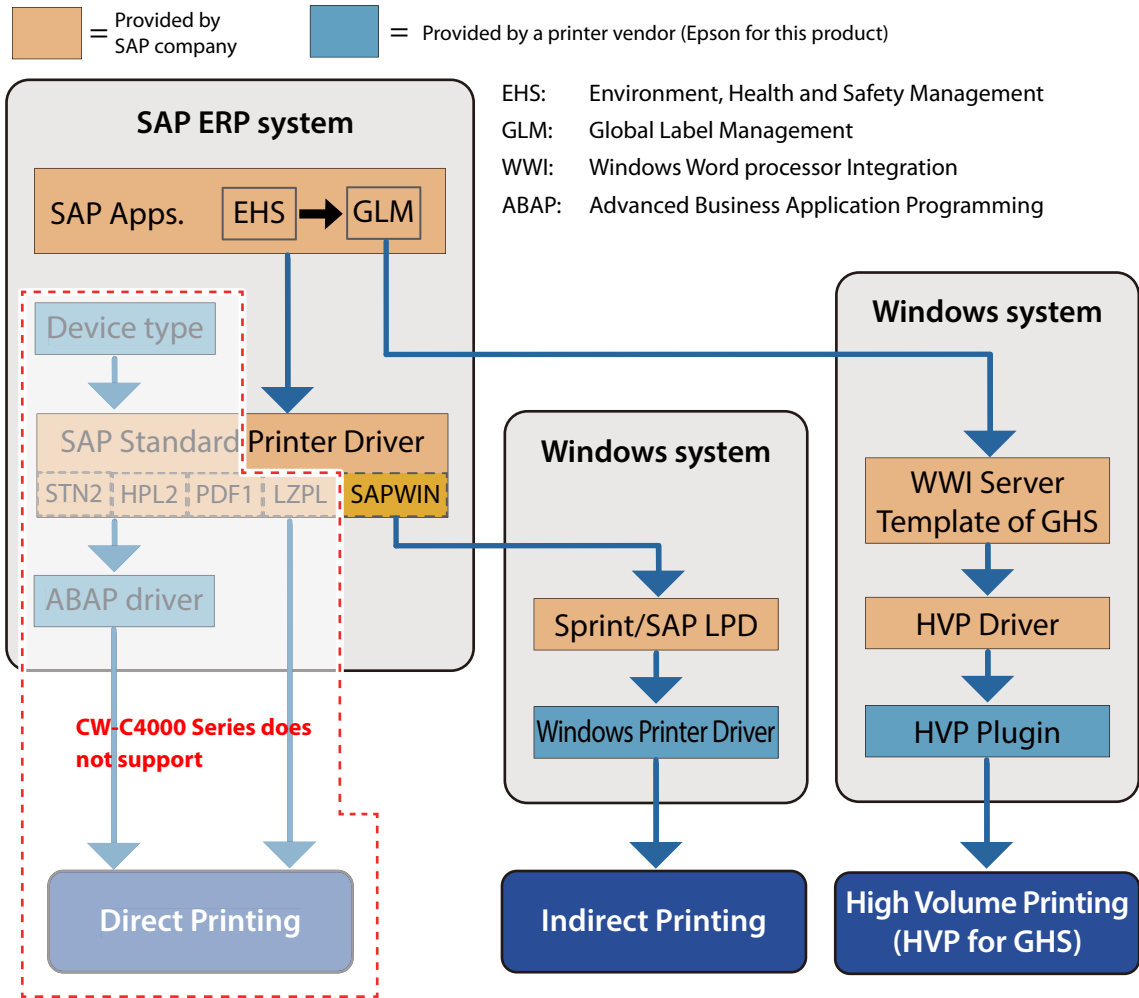 = Provided by
SAP company
= Provided by a printer vendor (Epson for this product)
EHS: Environment, Health and Safety Management
GLM: Global Label Management
WWI: Windows Word processor Integration
ABAP: Advanced Business Application Programming
SAP ERP system
SAP Apps.
EHS
GLM
Device type
SAP Standard Printer Driver
STN2
HPL2
PDF1
LZPL
SAPWIN
ABAP driver
CW-C4000 Series does
not support
Direct Printing
Windows system
Sprint/SAP LPD
Windows Printer Driver
Indirect Printing
Windows system
WWI Server
Template of GHS
HVP Driver
HVP Plugin
High Volume Printing
(HVP for GHS)